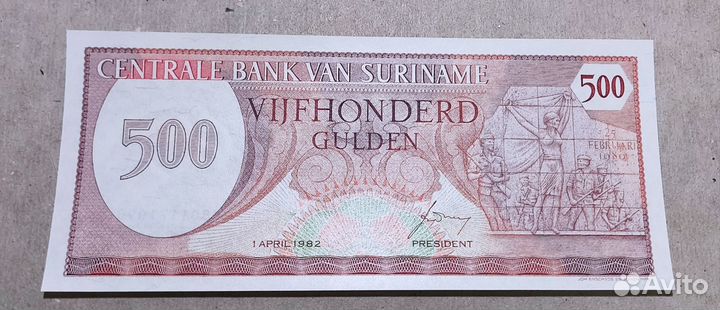 CENTRALE BANK VAN SURINAME
500
VIJFHONDERD
GULDEN
500
25
FEBRUARI
1980
1 APRIL 1982
PRESIDENT
Avito